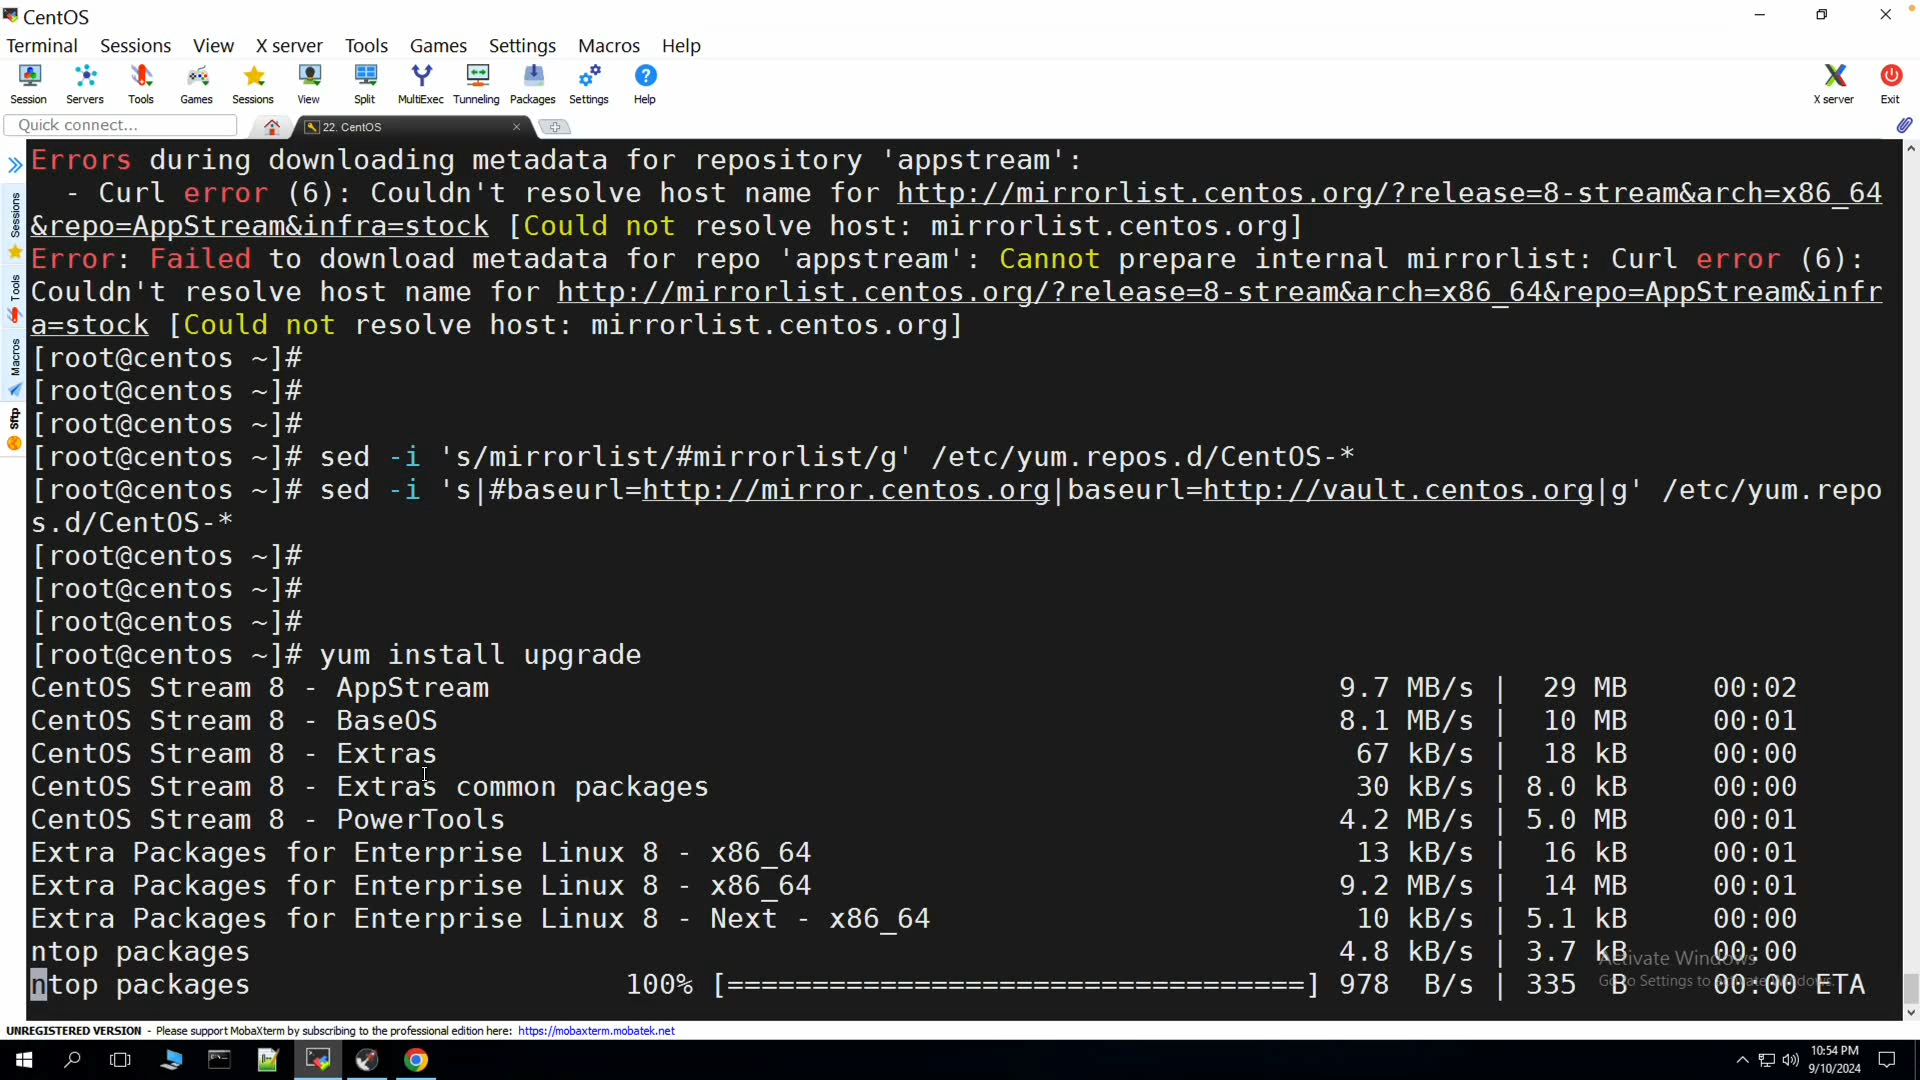 CentOS
Terminal Sessions View X server Tools Games Settings Macros Help
Session Servers Tools Games Sessions View Split MultiExec Tunneling Packages Settings Help X server Exit
Quick connect... 22. CentOS
Sessions
Tools
Macros
Sftp
Errors during downloading metadata for repository 'appstream':
- Curl error (6): Couldn't resolve host name for http://mirrorlist.centos.org/?release=8-stream&arch=x86_64
&repo=AppStream&infra=stock [Could not resolve host: mirrorlist.centos.org]
Error: Failed to download metadata for repo 'appstream': Cannot prepare internal mirrorlist: Curl error (6):
Couldn't resolve host name for http://mirrorlist.centos.org/?release=8-stream&arch=x86_64&repo=AppStream&infr
a=stock [Could not resolve host: mirrorlist.centos.org]
[root@centos ~]#
[root@centos ~]#
[root@centos ~]#
[root@centos ~]# sed -i 's/mirrorlist/#mirrorlist/g' /etc/yum.repos.d/CentOS-*
[root@centos ~]# sed -i 's|#baseurl=http://mirror.centos.org|baseurl=http://vault.centos.org|g' /etc/yum.repo
s.d/CentOS-*
[root@centos ~]#
[root@centos ~]#
[root@centos ~]#
[root@centos ~]# yum install upgrade
CentOS Stream 8 - AppStream 9.7 MB/s | 29 MB 00:02
CentOS Stream 8 - BaseOS 8.1 MB/s | 10 MB 00:01
CentOS Stream 8 - Extras 67 kB/s | 18 kB 00:00
CentOS Stream 8 - Extras common packages 30 kB/s | 8.0 kB 00:00
CentOS Stream 8 - PowerTools 4.2 MB/s | 5.0 MB 00:01
Extra Packages for Enterprise Linux 8 - x86_64 13 kB/s | 16 kB 00:01
Extra Packages for Enterprise Linux 8 - x86_64 9.2 MB/s | 14 MB 00:01
Extra Packages for Enterprise Linux 8 - Next - x86_64 10 kB/s | 5.1 kB 00:00
ntop packages 4.8 kB/s | 3.7 kB 00:00
ntop packages 100% [==================================] 978 B/s | 335 B 00:00 ETA
Activate Windows
Go to Settings to activate Windows.
UNREGISTERED VERSION - Please support MobaXterm by subscribing to the professional edition here: https://mobaxterm.mobatek.net
10:54 PM
9/10/2024